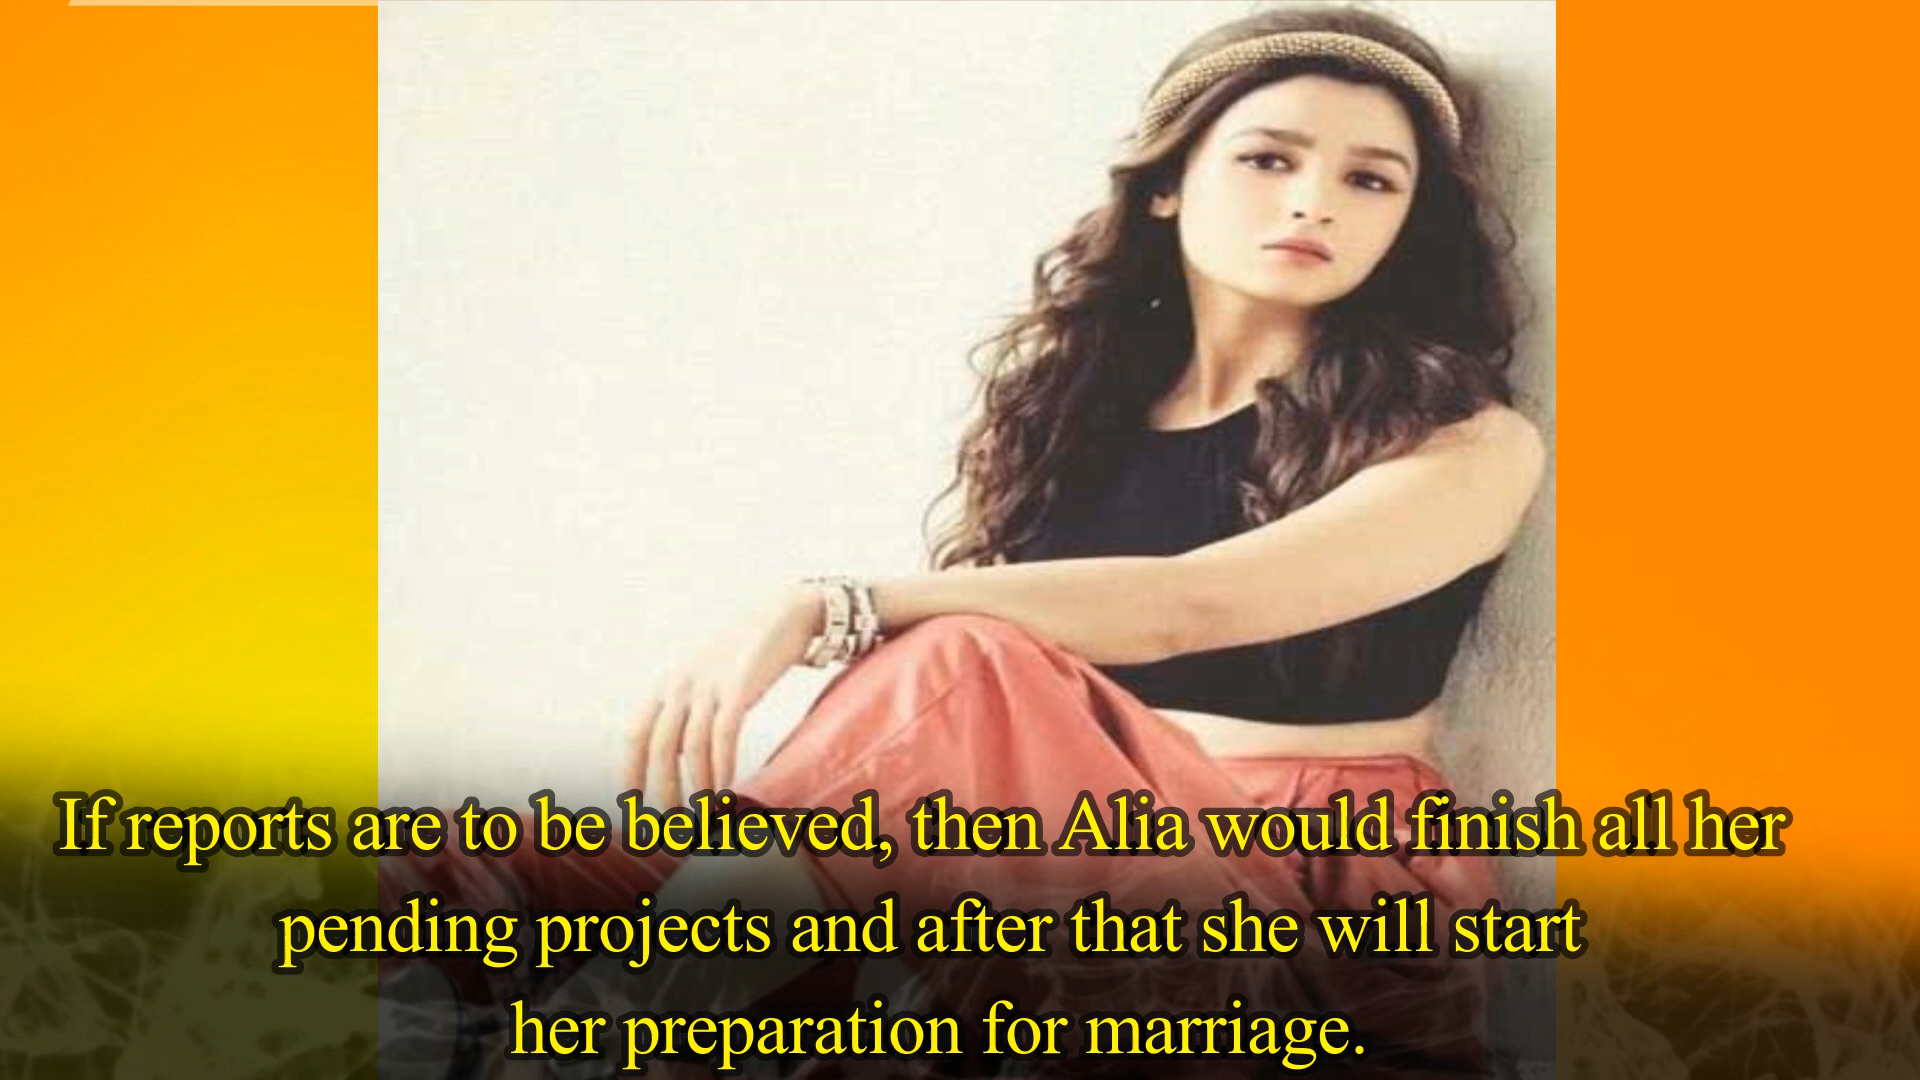 If reports are to be believed, then Alia would finish all her
pending projects and after that she will start
her preparation for marriage.